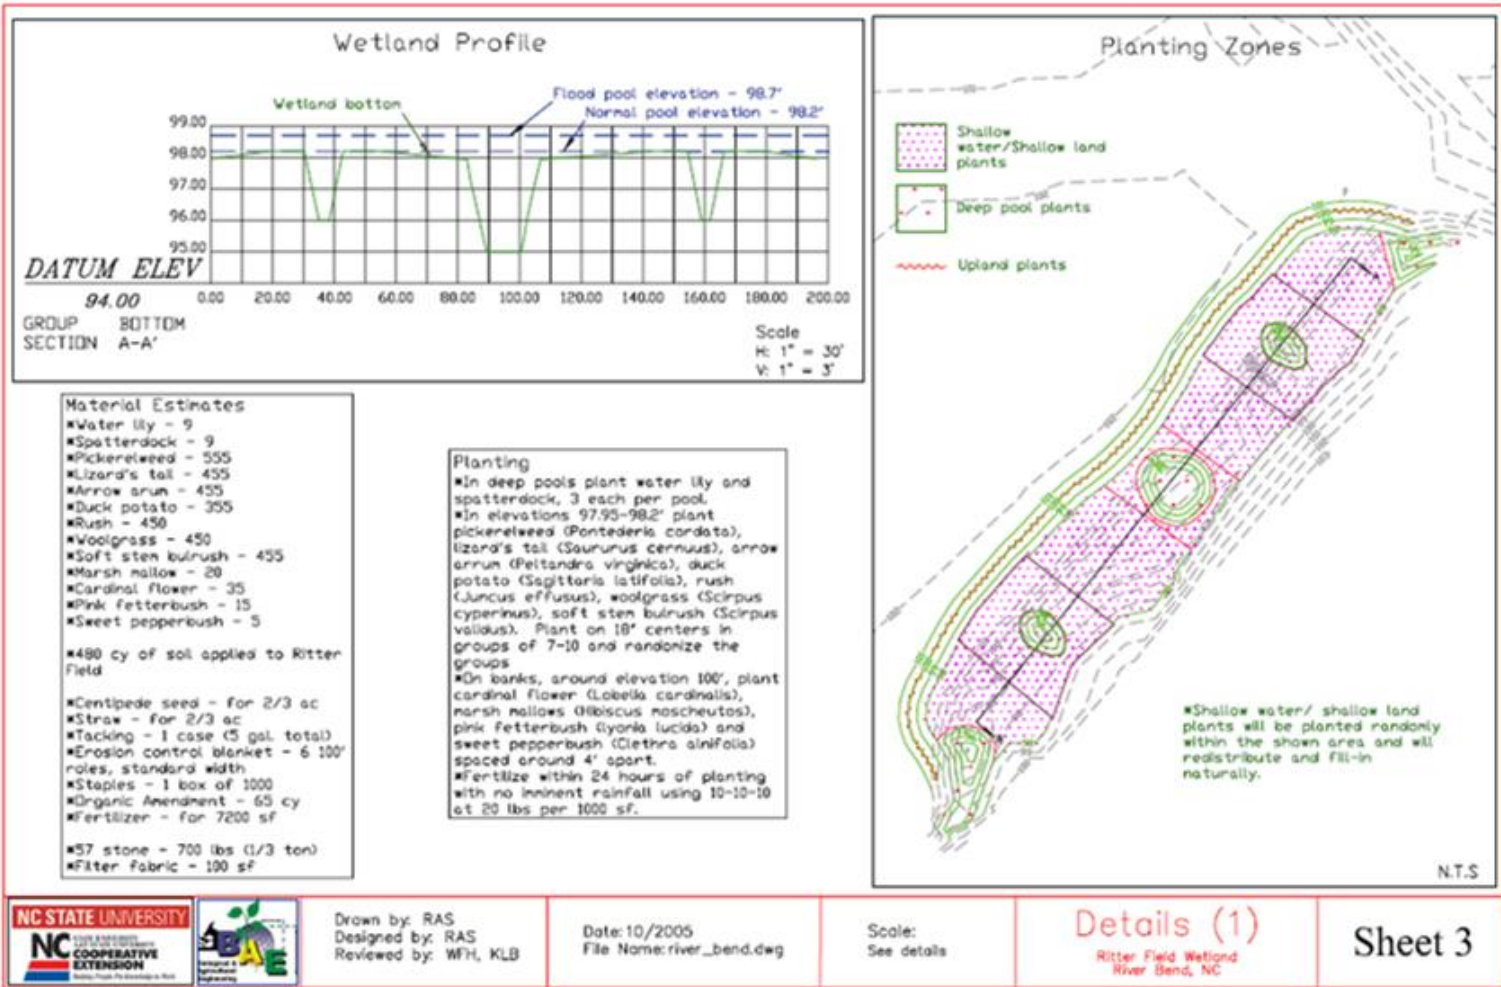 Wetland Profile
Wetland botton
Flood pool elevation - 98.7'
Normal pool elevation - 98.2'
99.00
98.00
97.00
96.00
95.00
DATUM ELEV
94.00
0.00 20.00 40.00 60.00 80.00 100.00 120.00 140.00 160.00 180.00 200.00
GROUP BOTTOM
SECTION A-A'
Scale
H: 1" = 30'
V: 1" = 3'
Material Estimates
*Water lily - 9
*Spatterdock - 9
*Pickerelweed - 555
*Lizard's tail - 455
*Arrow arum - 455
*Duck potato - 355
*Rush - 450
*Woolgrass - 450
*Soft stem bulrush - 455
*Marsh mallow - 20
*Cardinal flower - 35
*Pink fetterbush - 15
*Sweet pepperbush - 5
*480 cy of soil applied to Ritter
Field
*Centipede seed - for 2/3 ac
*Straw - for 2/3 ac
*Tacking - 1 case (5 gal. total)
*Erosion control blanket - 6 100'
roles, standard width
*Staples - 1 box of 1000
*Organic Amendment - 65 cy
*Fertilizer - for 7200 sf
*57 stone - 700 lbs (1/3 ton)
*Filter fabric - 100 sf
Planting
*In deep pools plant water lily and
spatterdock, 3 each per pool.
*In elevations 97.95-98.2' plant
pickerelweed (Pontederia cordata),
lizard's tail (Saururus cernuus), arrow
arrum (Peltandra virginica), duck
potato (Sagittaria latifolia), rush
(Juncus effusus), woolgrass (Scirpus
cyperinus), soft stem bulrush (Scirpus
validus). Plant on 18" centers in
groups of 7-10 and randomize the
groups
*On banks, around elevation 100', plant
cardinal flower (Lobelia cardinalis),
marsh mallows (Hibiscus moscheutos),
pink fetterbush (lyonia lucida) and
sweet pepperbush (Clethra alnifolia)
spaced around 4' apart.
*Fertilize within 24 hours of planting
with no imminent rainfall using 10-10-10
at 20 lbs per 1000 sf.
Planting Zones
Shallow
water/Shallow land
plants
Deep pool plants
Upland plants
*Shallow water/ shallow land
plants will be planted randomly
within the shown area and will
redistribute and fill-in
naturally.
N.T.S
NC STATE UNIVERSITY
NC COOPERATIVE
EXTENSION
BAE
Drawn by: RAS
Designed by: RAS
Reviewed by: WFH, KLB
Date: 10/2005
File Name: river_bend.dwg
Scale:
See details
Details (1)
Ritter Field Wetland
River Bend, NC
Sheet 3